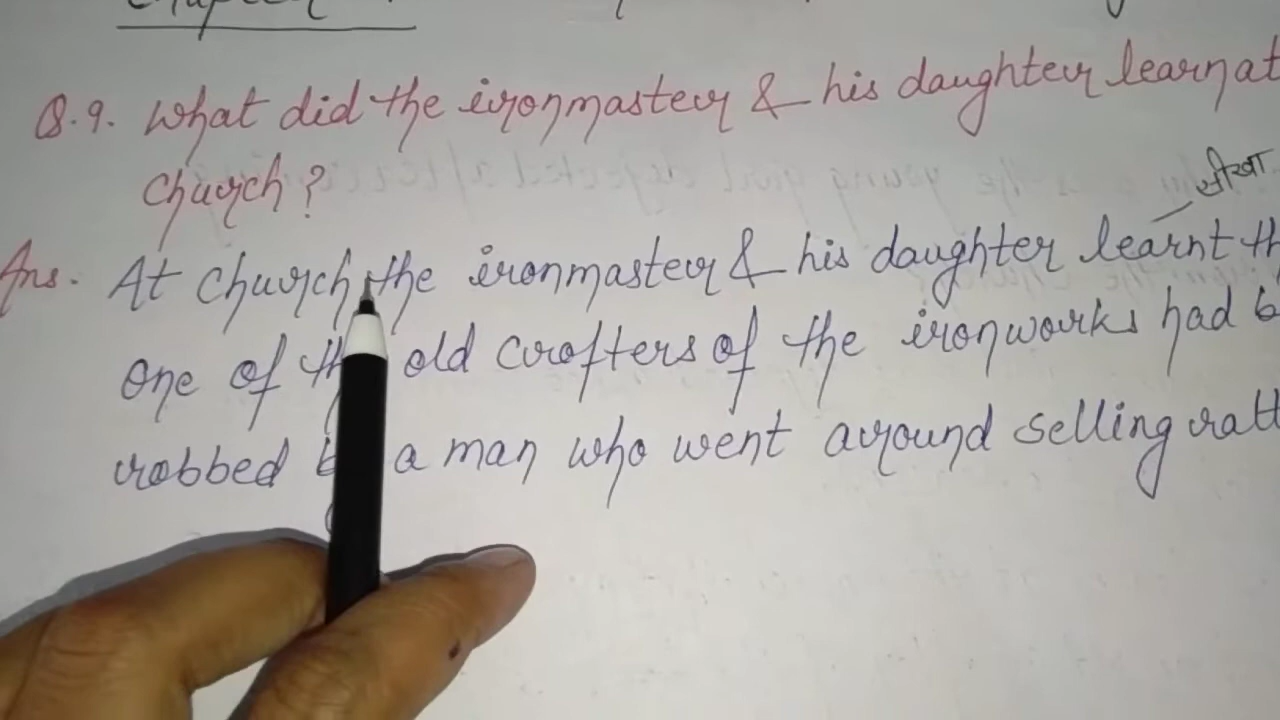 Chapter
Q.9. What did the ironmaster & his daughter learn at
church?
सीखा
Ans. At church the ironmaster & his daughter learnt
one of old crofters of the ironworks had
robbed a man who went around selling